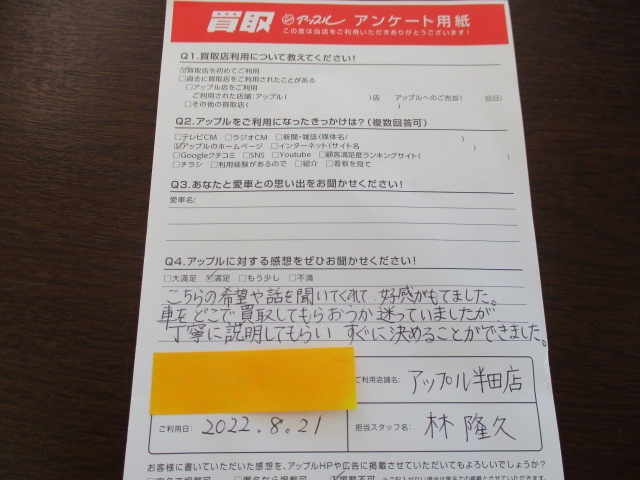 買取 アップル アンケート用紙
この度は当店をご利用いただきありがとうございます!
Q1.買取店利用について教えてください!
☑買取店を初めてご利用
□過去に買取店をご利用されたことがある
□アップル店をご利用
ご利用された店舗:アップル( )店 アップルへのご売却( 回目)
□その他の買取店( )
Q2.アップルをご利用になったきっかけは?(複数回答可)
□テレビCM □ラジオCM □新聞・雑誌(媒体名/ )
☑アップルのホームページ □インターネット(サイト名 )
□Googleクチコミ □SNS □Youtube □顧客満足度ランキングサイト( )
□チラシ □利用経験があるので □紹介 □看板を見て
Q3.あなたと愛車との思い出をお聞かせください!
愛車名:
Q4.アップルに対する感想をぜひお聞かせください!
□大満足 ☑満足 □もう少し □不満
こちらの希望や話を聞いてくれて、好感がもてました。
車をどこで買取してもらおうか迷っていましたが
丁寧に説明してもらい すぐに決めることができました。
ご利用店舗名: アップル半田店
ご利用日: 2022.8.21 担当スタッフ名: 林 隆久
お客様に書いていただいた感想を、アップルHPや広告に掲載させていただいてもよろしいでしょうか?